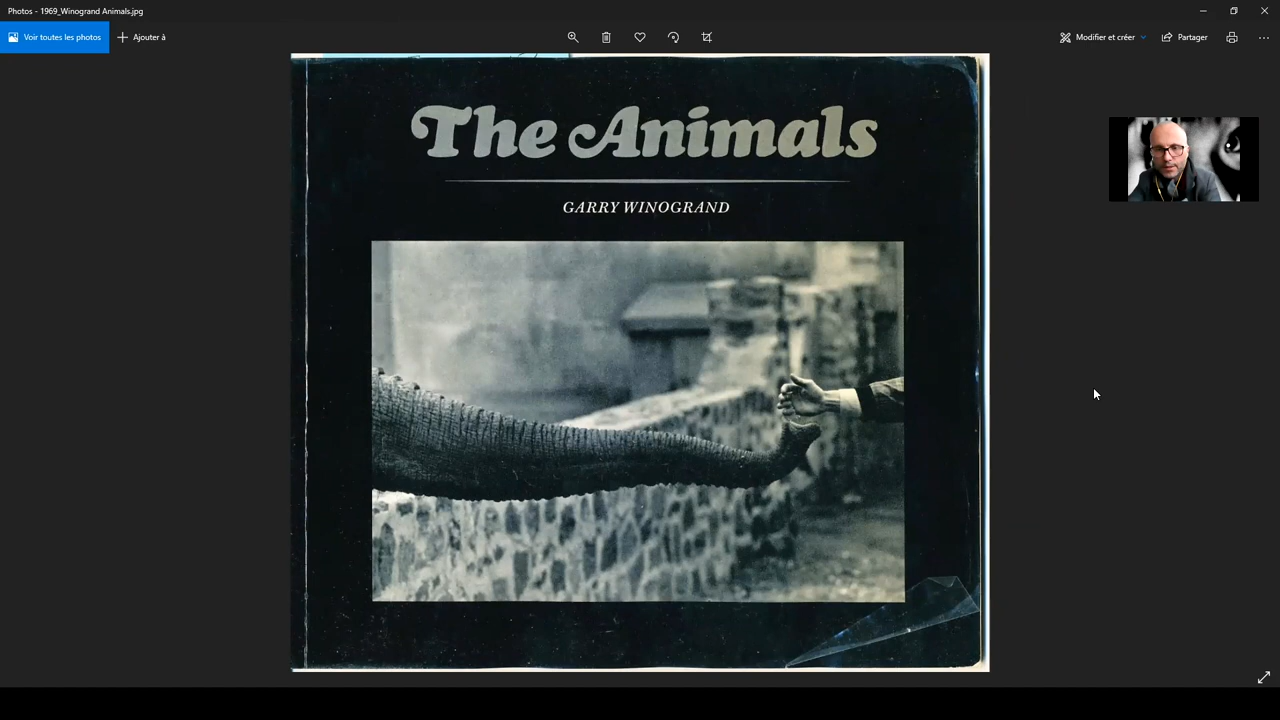 Photos - 1969_Winogrand Animals.jpg
Voir toutes les photos
Ajouter à
Modifier et créer
Partager
The Animals
GARRY WINOGRAND